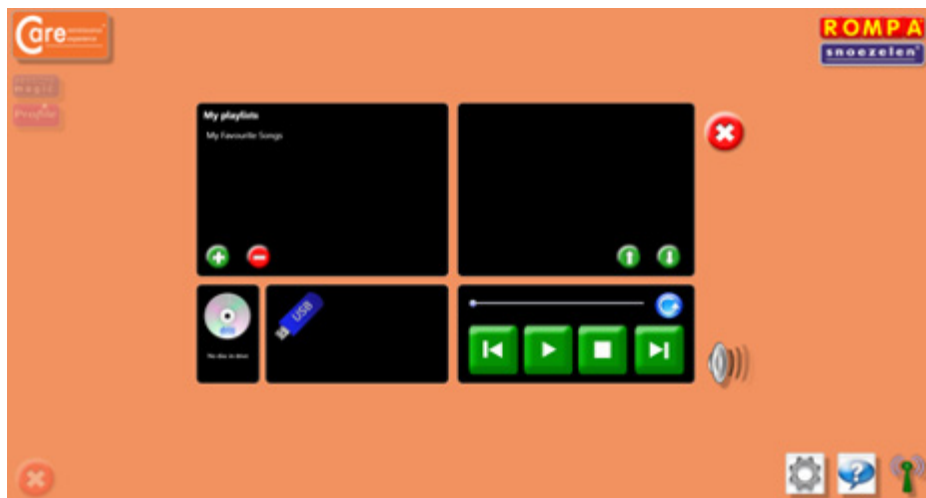 Care
ROMPA
snoezelen
magic
Profile
My playlists
My Favourite Songs
USB
No disc in drive